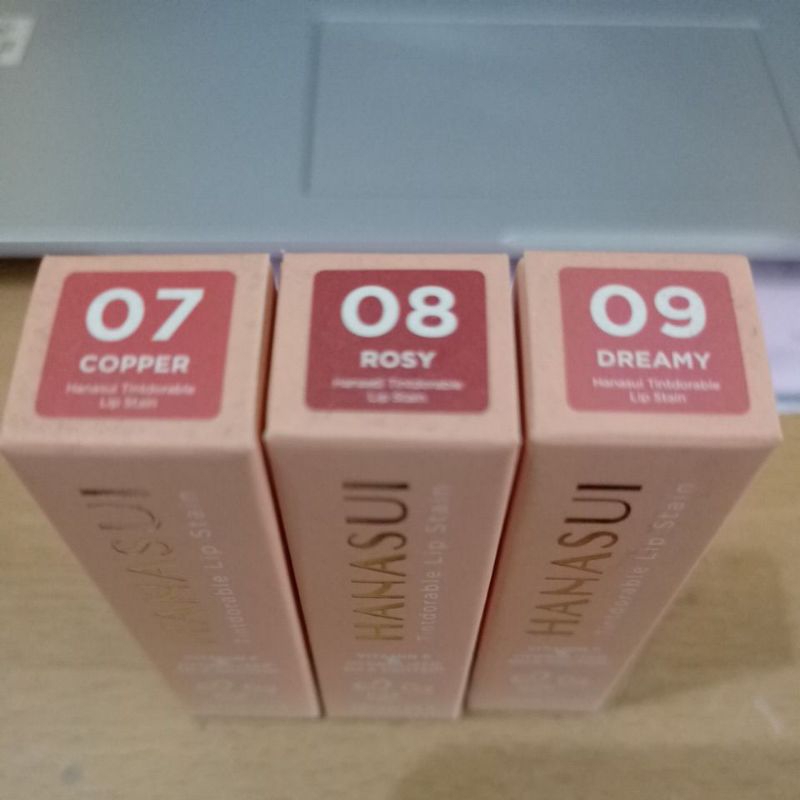 07
COPPER
Hanasui Tintdorable
Lip Stain
08
ROSY
Hanasui Tintdorable
Lip Stain
09
DREAMY
Hanasui Tintdorable
Lip Stain
HANASUI
Tintdorable Lip Stain
HANASUI
Tintdorable Lip Stain
HANASUI
Tintdorable Lip Stain
VITAMIN E